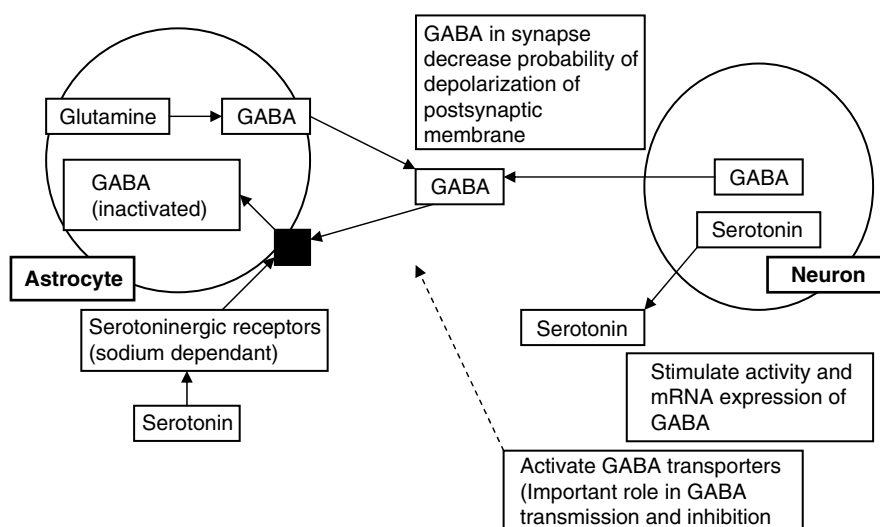 GABA in synapse
decrease probability of
depolarization of
postsynaptic
membrane
Glutamine
GABA
GABA
(inactivated)
GABA
GABA
Serotonin
Astrocyte
Neuron
Serotoninergic receptors
(sodium dependant)
Serotonin
Serotonin
Stimulate activity and
mRNA expression of
GABA
Activate GABA transporters
(Important role in GABA
transmission and inhibition